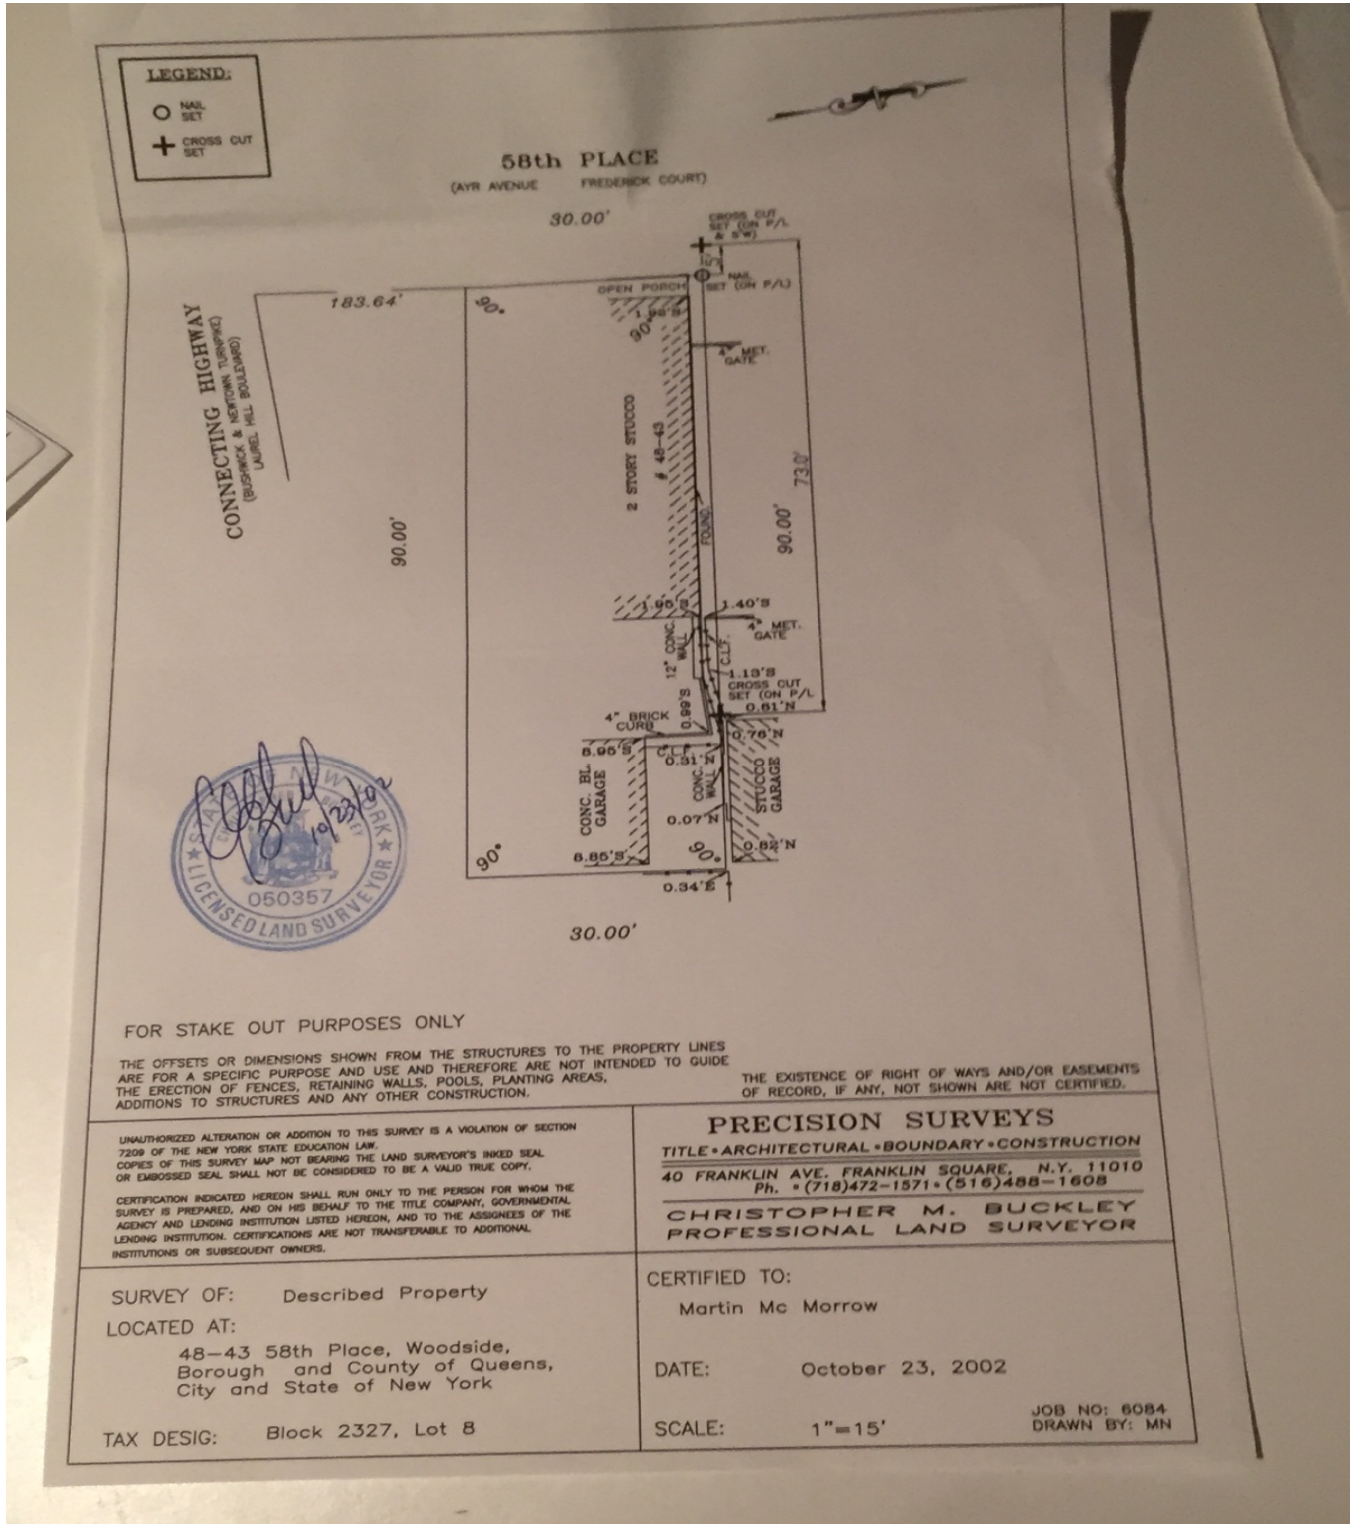 LEGEND:
NAIL
SET
CROSS CUT
SET
58th PLACE
(AYR AVENUE FREDERICK COURT)
30.00'
CROSS CUT
SET (ON P/L
& S'W)
5'
NAIL
SET (ON P/L)
OPEN PORCH
183.64'
90°
1.98'S
90°
4' MET.
GATE
CONNECTING HIGHWAY
(BUSHWICK & NEWTOWN TURNPIKE)
LAUREL HILL BOULEVARD)
2 STORY STUCCO
# 48-43
FOUND.
73.0'
90.00'
90.00'
1.95'S
1.40'S
4' MET.
GATE
12" CONC.
WALL
C.L.F.
1.13'S
CROSS CUT
SET (ON P/L
0.61'N
0.99'S
4" BRICK
CURB
0.76'N
8.95'S
C.L.F.
0.31'N
CONC. BL.
GARAGE
CONC.
WALL
STUCCO
GARAGE
0.07'N
90°
8.85'S
90°
0.82'N
0.34'E
30.00'
STATE OF NEW YORK
050357
LICENSED LAND SURVEYOR
10/23/02
FOR STAKE OUT PURPOSES ONLY
THE OFFSETS OR DIMENSIONS SHOWN FROM THE STRUCTURES TO THE PROPERTY LINES
ARE FOR A SPECIFIC PURPOSE AND USE AND THEREFORE ARE NOT INTENDED TO GUIDE
THE ERECTION OF FENCES, RETAINING WALLS, POOLS, PLANTING AREAS,
ADDITIONS TO STRUCTURES AND ANY OTHER CONSTRUCTION.
THE EXISTENCE OF RIGHT OF WAYS AND/OR EASEMENTS
OF RECORD, IF ANY, NOT SHOWN ARE NOT CERTIFIED.
UNAUTHORIZED ALTERATION OR ADDITION TO THIS SURVEY IS A VIOLATION OF SECTION
7209 OF THE NEW YORK STATE EDUCATION LAW.
COPIES OF THIS SURVEY MAP NOT BEARING THE LAND SURVEYOR'S INKED SEAL
OR EMBOSSED SEAL SHALL NOT BE CONSIDERED TO BE A VALID TRUE COPY.
CERTIFICATION INDICATED HEREON SHALL RUN ONLY TO THE PERSON FOR WHOM THE
SURVEY IS PREPARED, AND ON HIS BEHALF TO THE TITLE COMPANY, GOVERNMENTAL
AGENCY AND LENDING INSTITUTION LISTED HEREON, AND TO THE ASSIGNEES OF THE
LENDING INSTITUTION. CERTIFICATIONS ARE NOT TRANSFERABLE TO ADDITIONAL
INSTITUTIONS OR SUBSEQUENT OWNERS.
PRECISION SURVEYS
TITLE•ARCHITECTURAL•BOUNDARY•CONSTRUCTION
40 FRANKLIN AVE. FRANKLIN SQUARE, N.Y. 11010
Ph. •(718)472-1571•(516)488-1608
CHRISTOPHER M. BUCKLEY
PROFESSIONAL LAND SURVEYOR
SURVEY OF: Described Property
LOCATED AT:
48-43 58th Place, Woodside,
Borough and County of Queens,
City and State of New York
TAX DESIG: Block 2327, Lot 8
CERTIFIED TO:
Martin Mc Morrow
DATE: October 23, 2002
SCALE: 1"=15'
JOB NO: 6084
DRAWN BY: MN